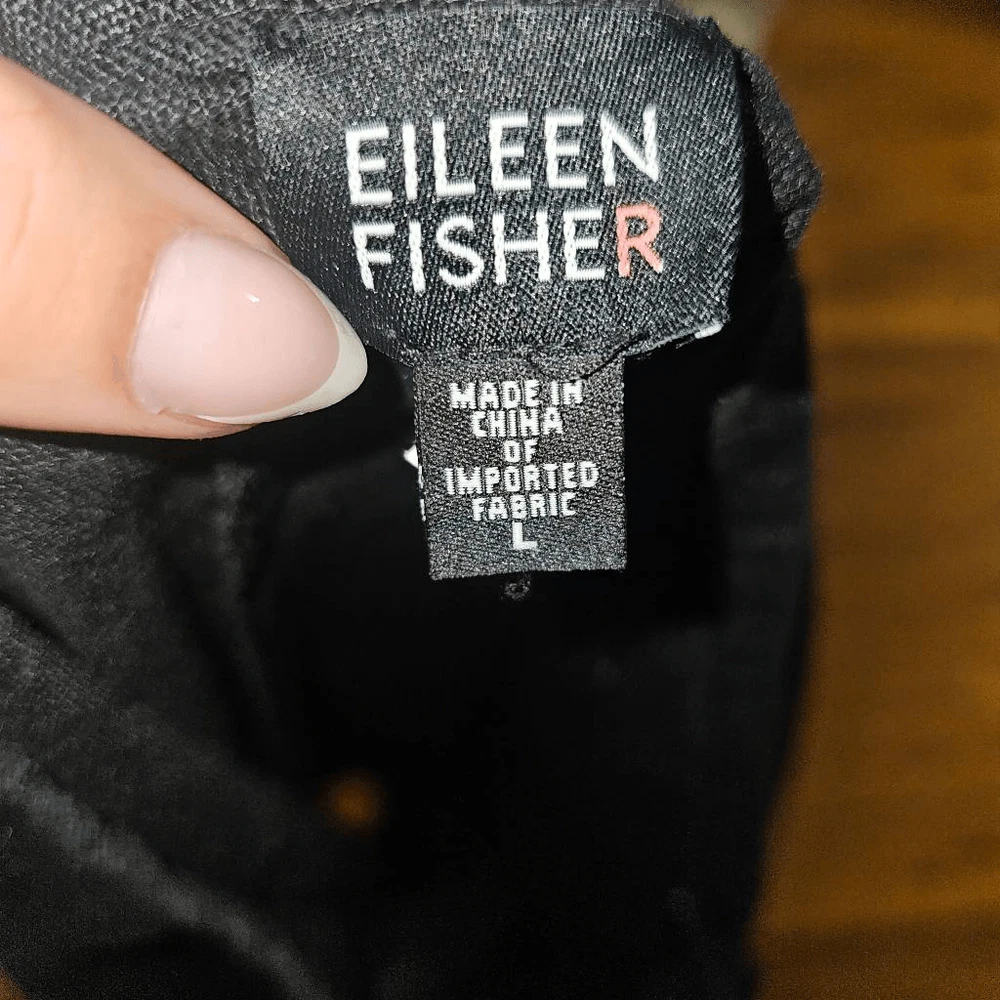 EILEEN
FISHER
MADE IN
CHINA
OF
IMPORTED
FABRIC
L